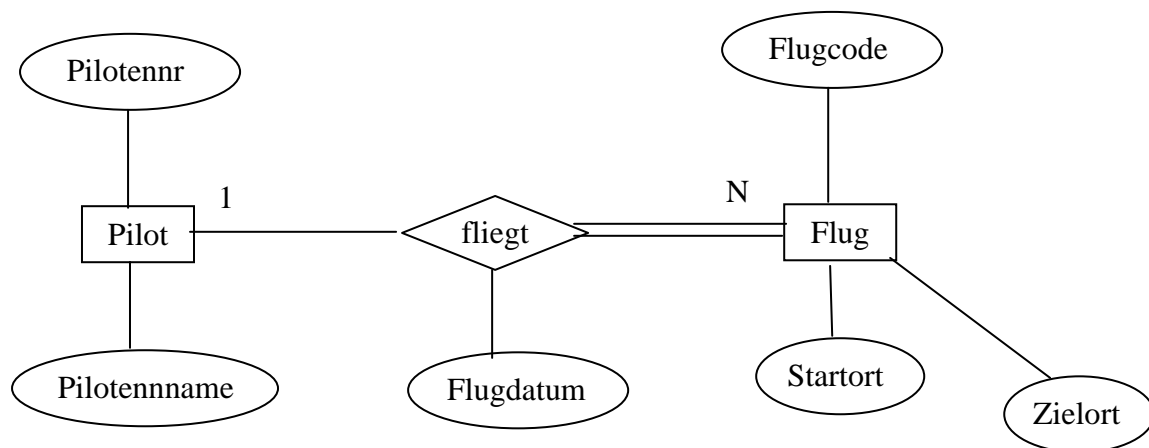 Flugcode
Pilotennr
1
N
Pilot
fliegt
Flug
Pilotennname
Flugdatum
Startort
Zielort